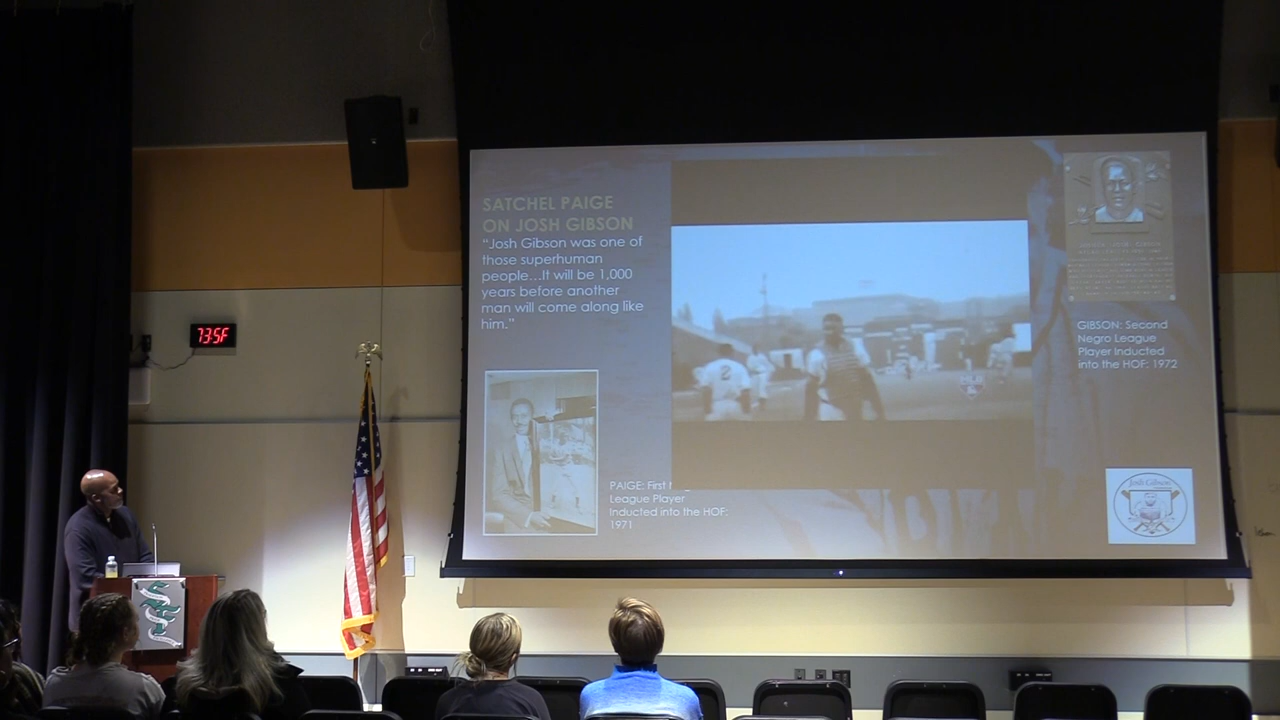 SATCHEL PAIGE
ON JOSH GIBSON
“Josh Gibson was one of
those superhuman
people...It will be 1,000
years before another
man will come along like
him.”
PAIGE: First
League Player
Inducted into the HOF:
1971
GIBSON: Second
Negro League
Player Inducted
into the HOF: 1972
Josh Gibson
2
73:5F